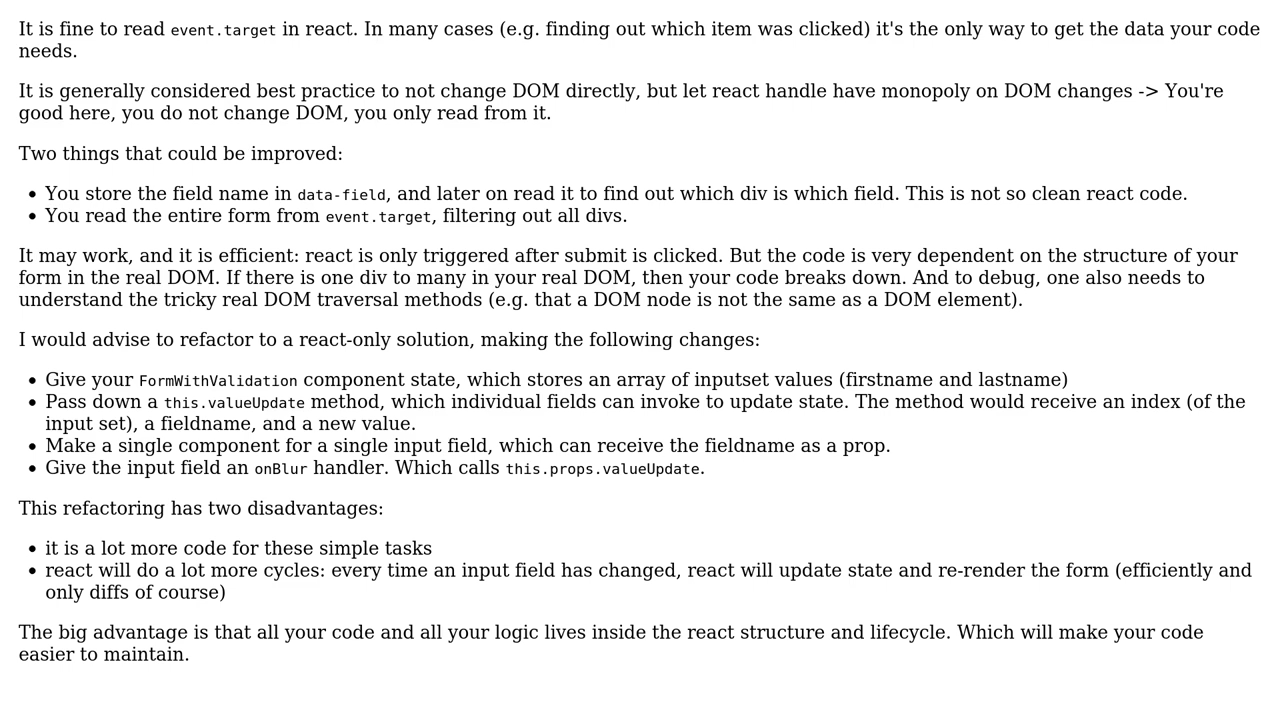 It is fine to read event.target in react. In many cases (e.g. finding out which item was clicked) it's the only way to get the data your code
needs.
It is generally considered best practice to not change DOM directly, but let react handle have monopoly on DOM changes -> You're
good here, you do not change DOM, you only read from it.
Two things that could be improved:
• You store the field name in data-field, and later on read it to find out which div is which field. This is not so clean react code.
• You read the entire form from event.target, filtering out all divs.
It may work, and it is efficient: react is only triggered after submit is clicked. But the code is very dependent on the structure of your
form in the real DOM. If there is one div to many in your real DOM, then your code breaks down. And to debug, one also needs to
understand the tricky real DOM traversal methods (e.g. that a DOM node is not the same as a DOM element).
I would advise to refactor to a react-only solution, making the following changes:
• Give your FormWithValidation component state, which stores an array of inputset values (firstname and lastname)
• Pass down a this.valueUpdate method, which individual fields can invoke to update state. The method would receive an index (of the
input set), a fieldname, and a new value.
• Make a single component for a single input field, which can receive the fieldname as a prop.
• Give the input field an onBlur handler. Which calls this.props.valueUpdate.
This refactoring has two disadvantages:
• it is a lot more code for these simple tasks
• react will do a lot more cycles: every time an input field has changed, react will update state and re-render the form (efficiently and
only diffs of course)
The big advantage is that all your code and all your logic lives inside the react structure and lifecycle. Which will make your code
easier to maintain.